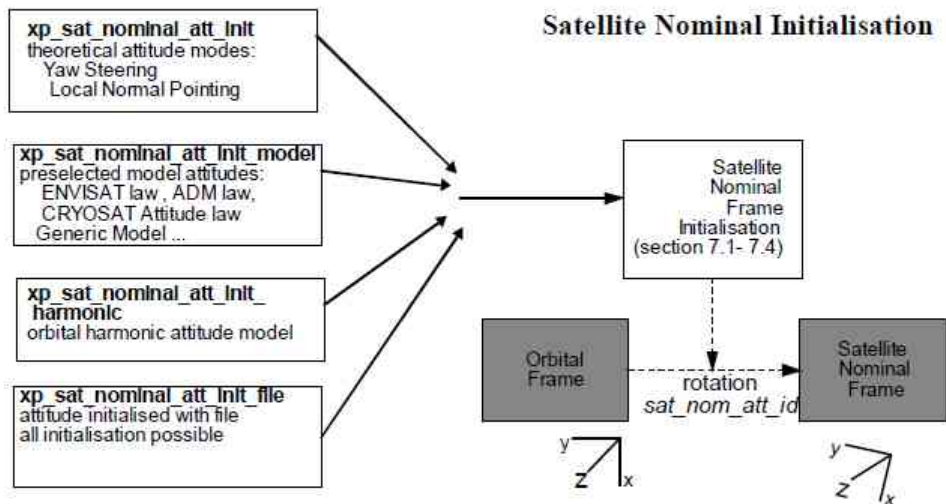 Satellite Nominal Initialisation
xp_sat_nominal_att_init
theoretical attitude modes:
Yaw Steering
Local Normal Pointing
xp_sat_nominal_att_init_model
preselected model attitudes:
ENVISAT law , ADM law,
CRYOSAT Attitude law
Generic Model ...
xp_sat_nominal_att_init_
harmonic
orbital harmonic attitude model
xp_sat_nominal_att_init_file
attitude initialised with file
all initialisation possible
Satellite
Nominal
Frame
Initialisation
(section 7.1- 7.4)
Orbital
Frame
rotation
sat_nom_att_id
Satellite
Nominal
Frame
y
Z
x
y
Z
x